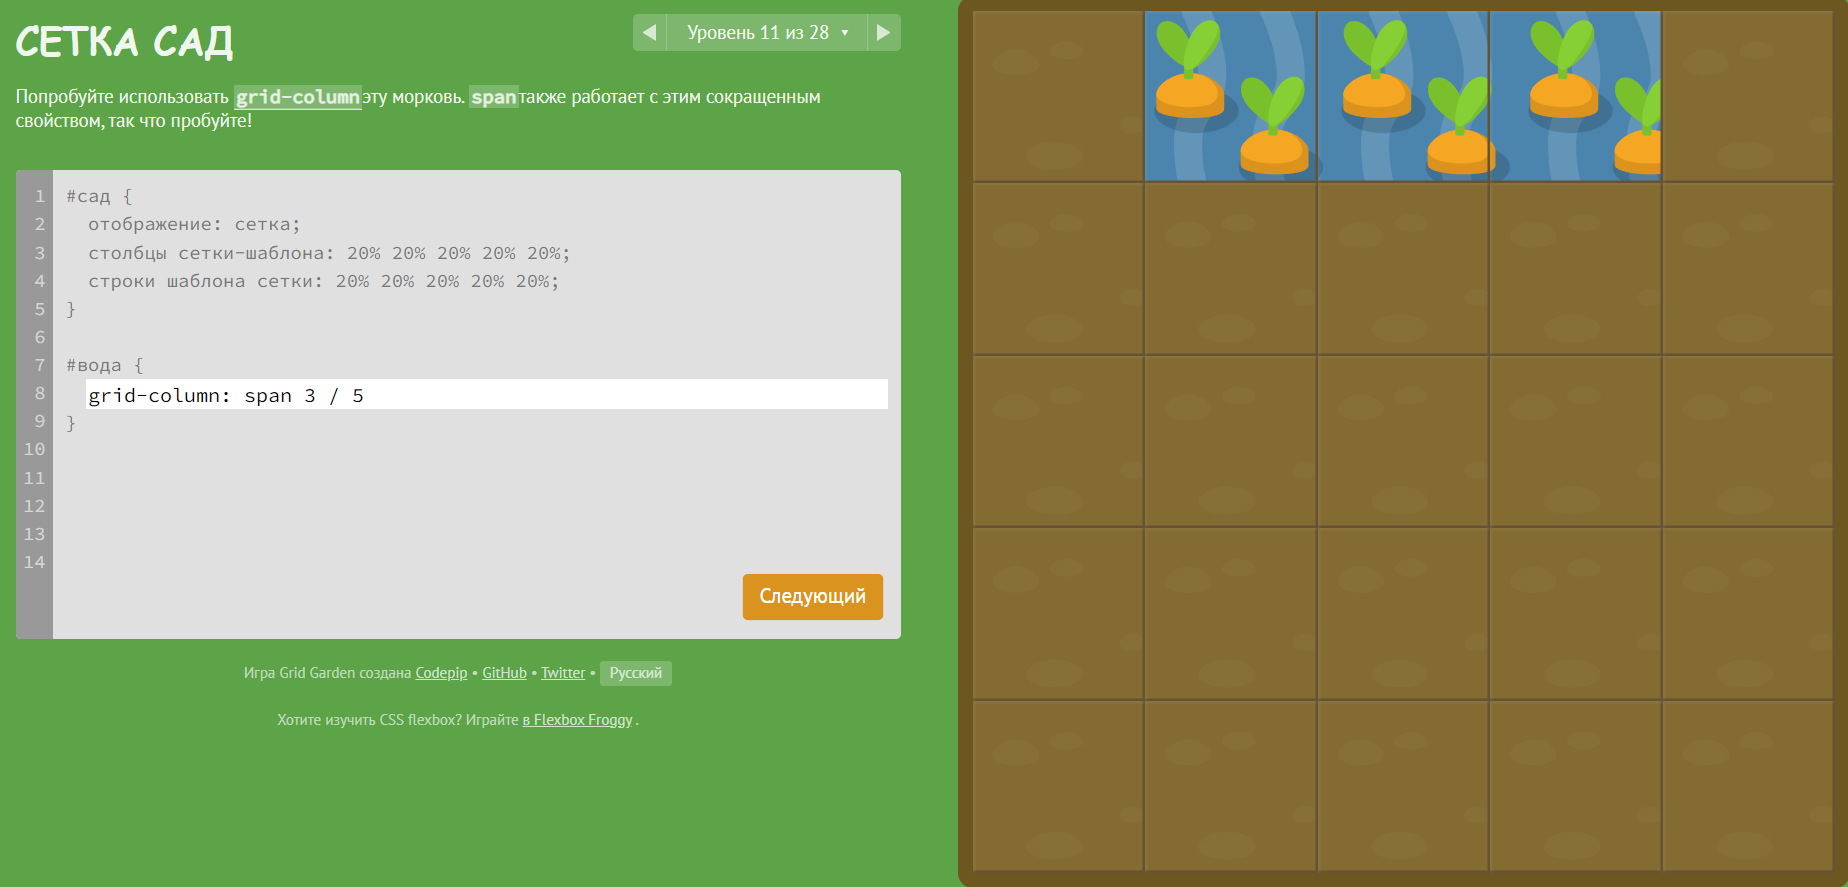 СЕТКА САД
Уровень 11 из 28 ▼
Попробуйте использовать grid-column эту морковь. span также работает с этим сокращенным
свойством, так что пробуйте!
1 #сад {
2 отображение: сетка;
3 столбцы сетки-шаблона: 20% 20% 20% 20% 20%;
4 строки шаблона сетки: 20% 20% 20% 20% 20%;
5 }
6
7 #вода {
8 grid-column: span 3 / 5
9 }
10
11
12
13
14
Следующий
Игра Grid Garden создана Codepip • GitHub • Twitter • Русский
Хотите изучить CSS flexbox? Играйте в Flexbox Froggy .